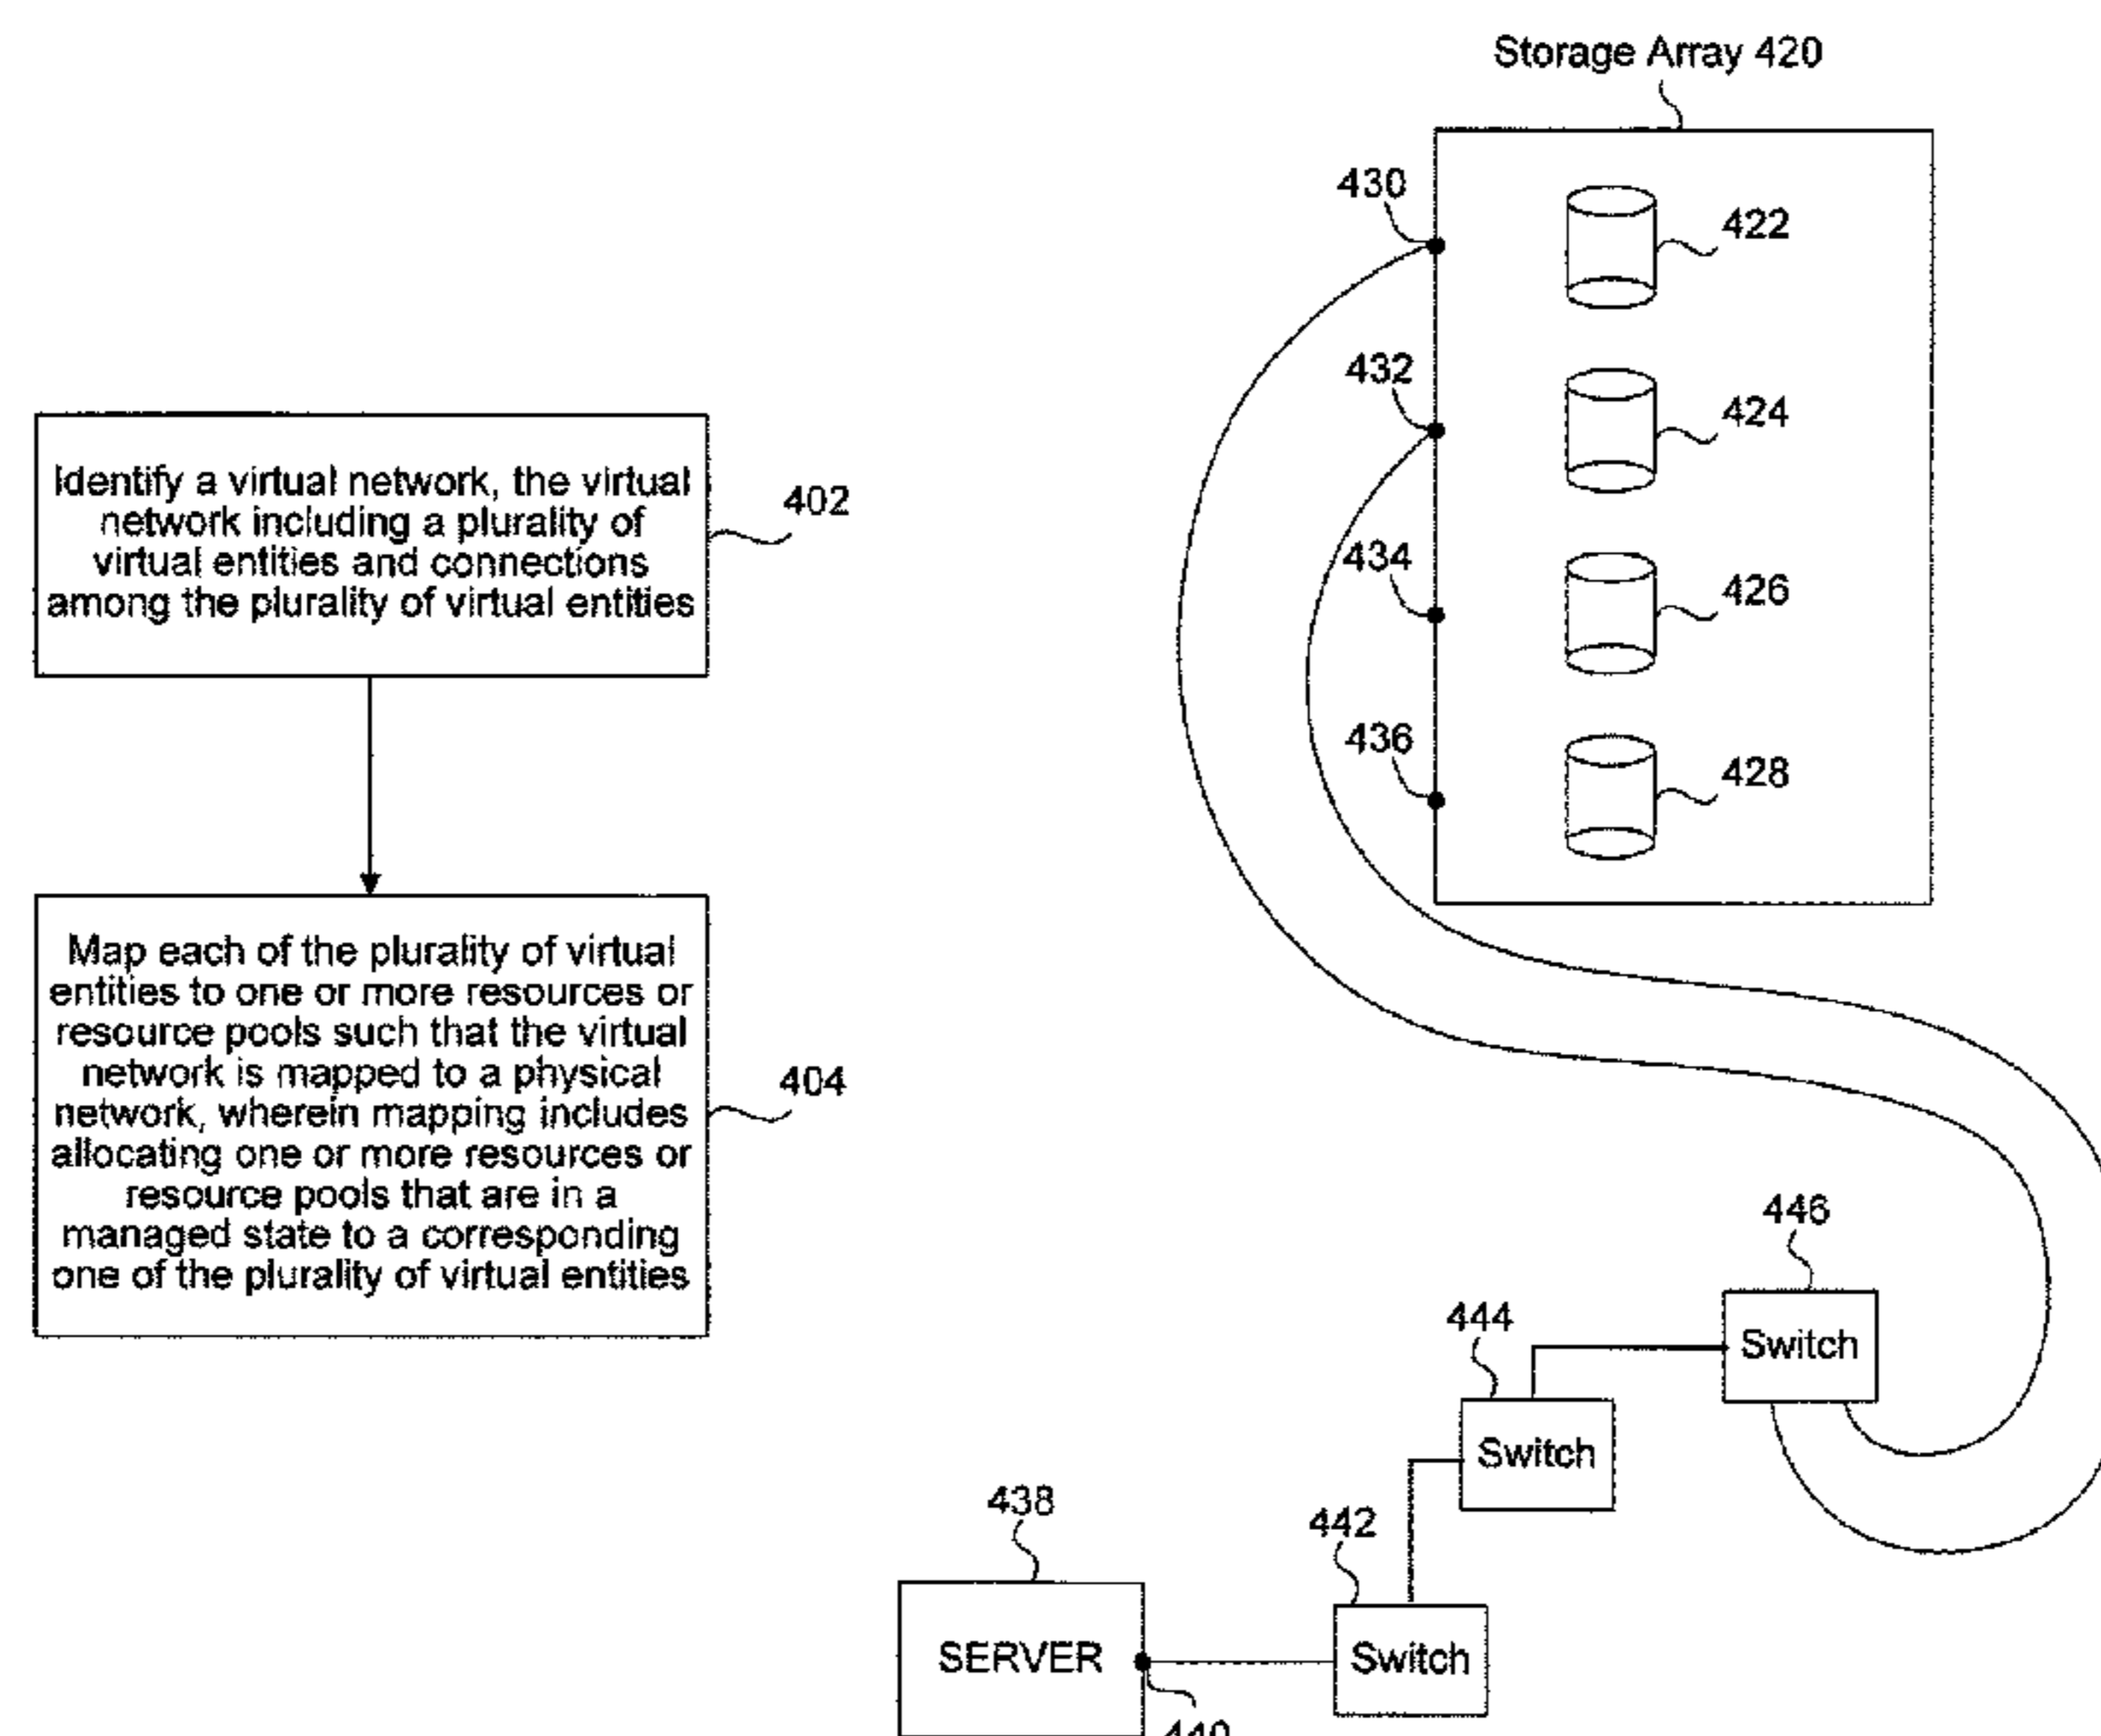 Identify a virtual network, the virtual
network including a plurality of
virtual entities and connections
among the plurality of virtual entities
402
Map each of the plurality of virtual
entities to one or more resources or
resource pools such that the virtual
network is mapped to a physical
network, wherein mapping includes
allocating one or more resources or
resource pools that are in a
managed state to a corresponding
one of the plurality of virtual entities
404
Storage Array 420
430
422
432
424
434
426
436
428
446
Switch
444
Switch
442
Switch
438
SERVER